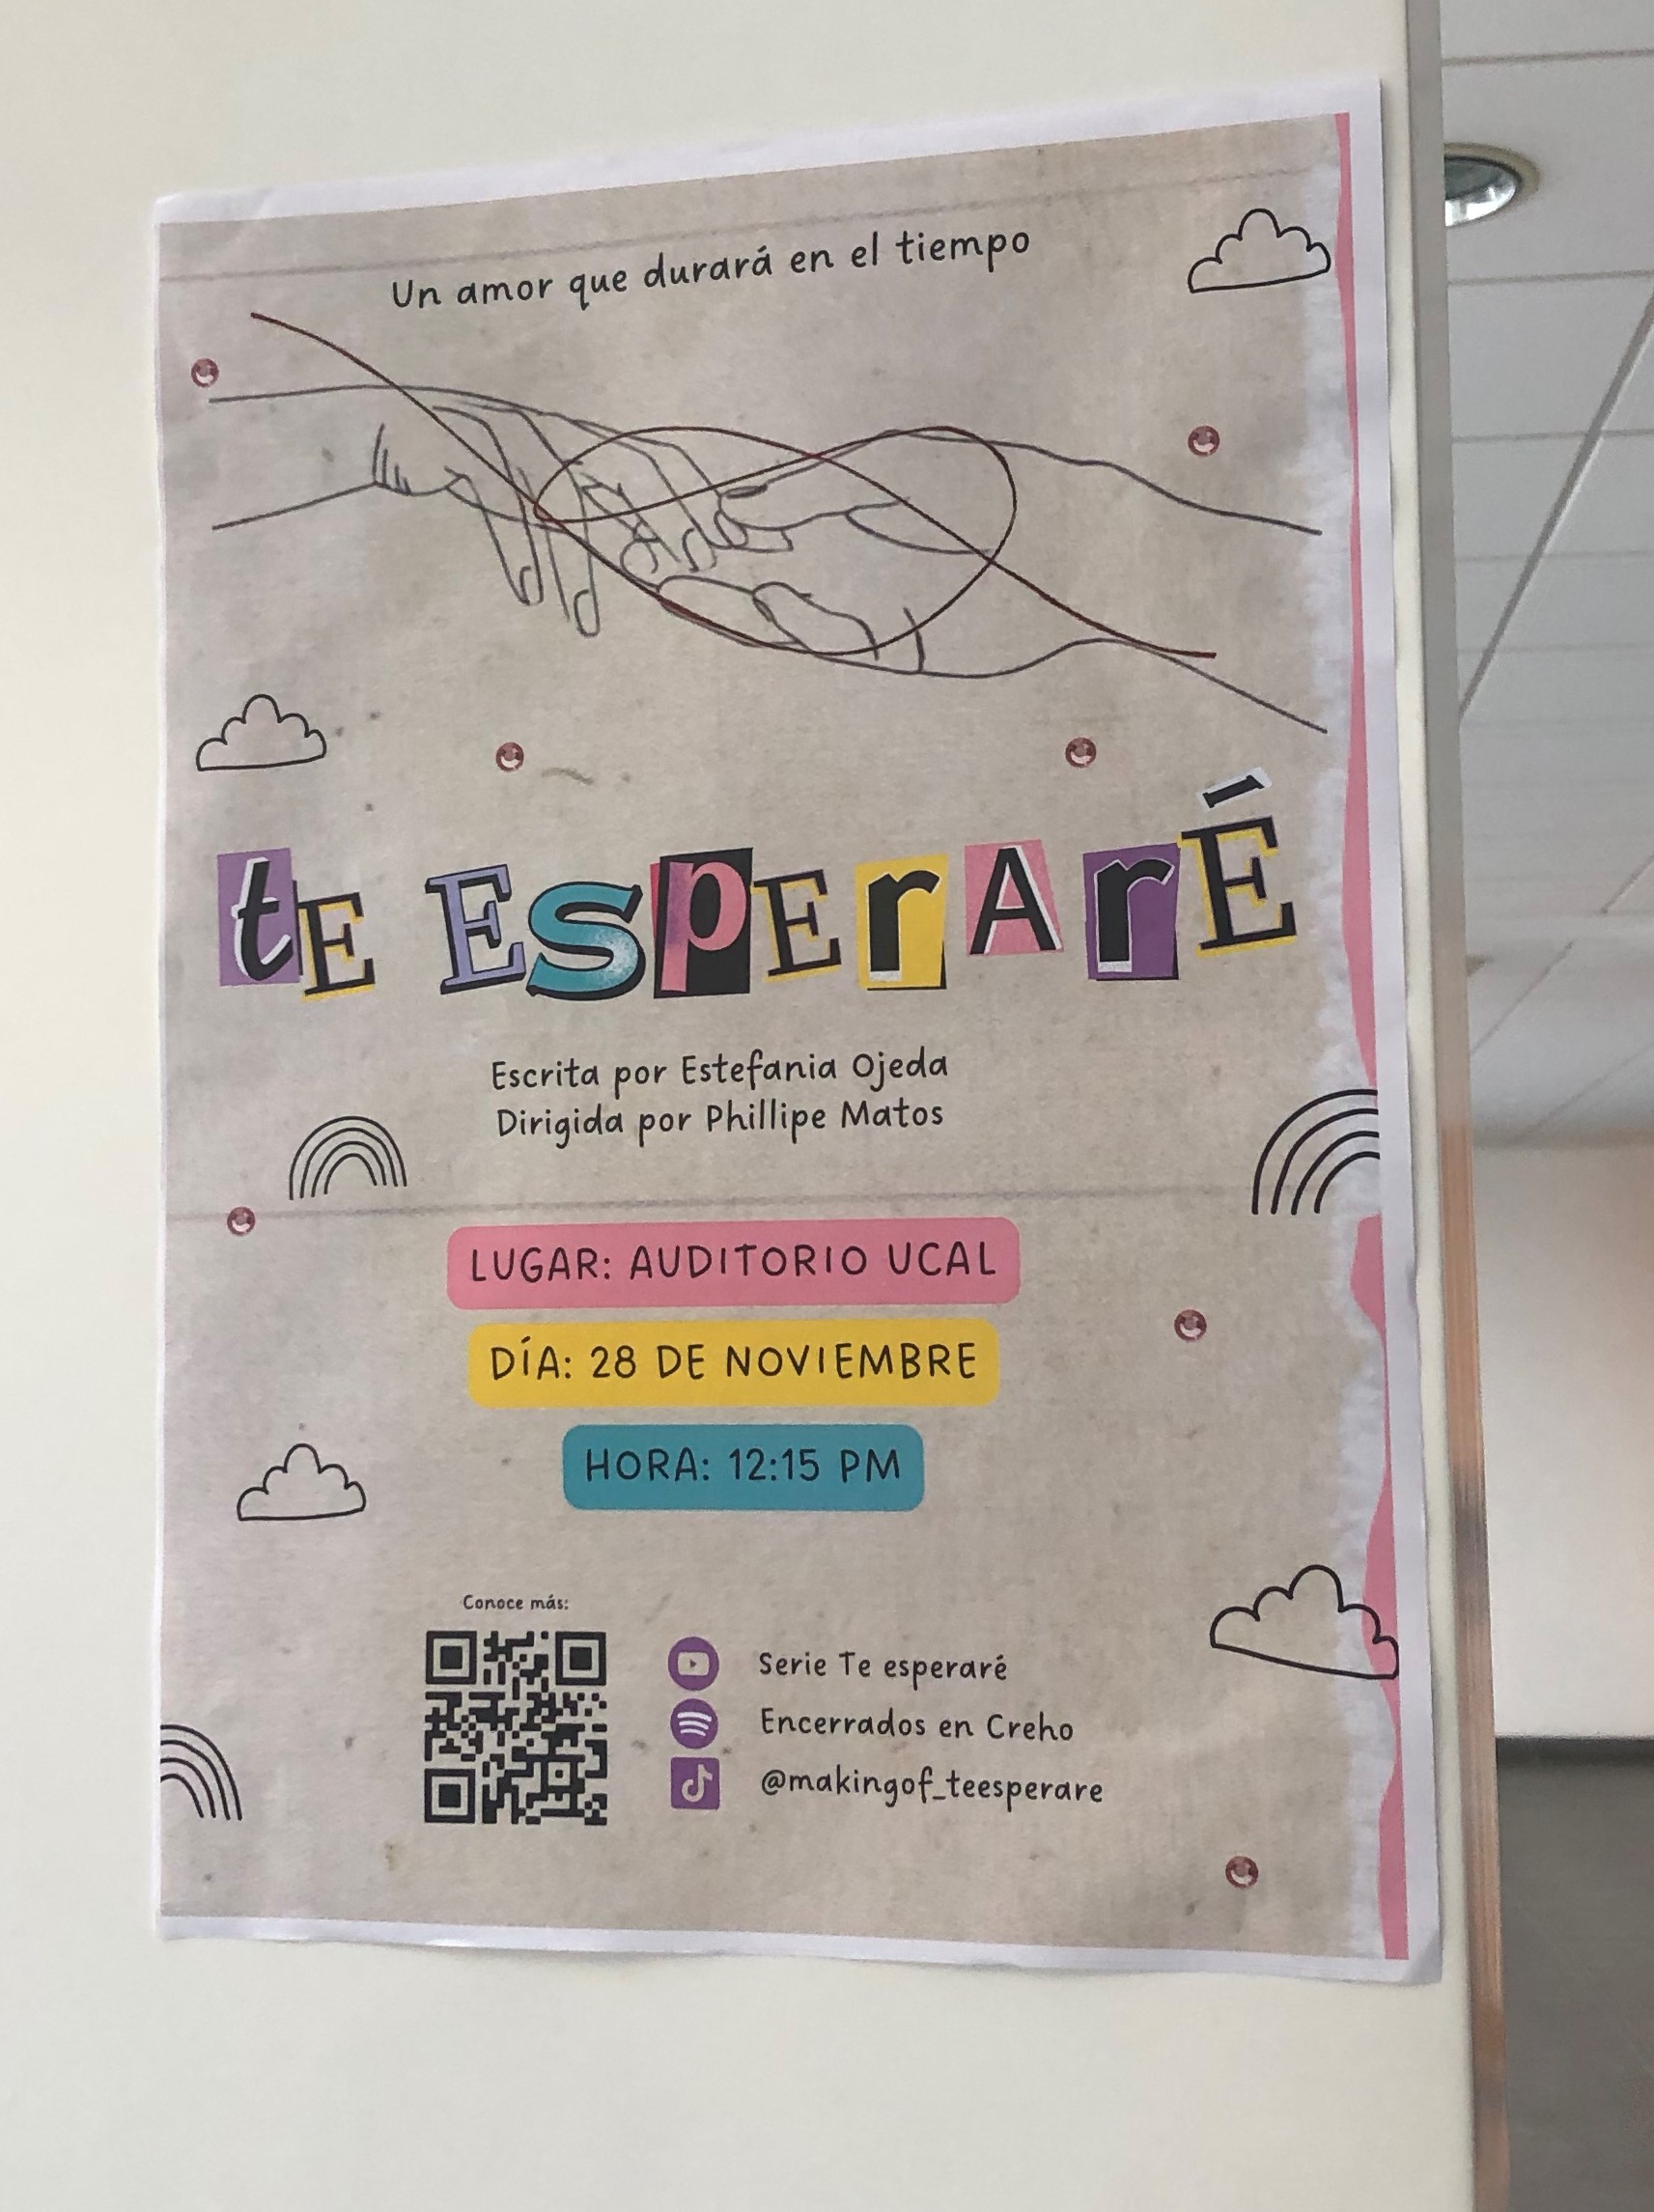 Un amor que durará en el tiempo
tE EspErArÉ
Escrita por Estefania Ojeda
Dirigida por Phillipe Matos
LUGAR: AUDITORIO UCAL
DÍA: 28 DE NOVIEMBRE
HORA: 12:15 PM
Conoce más:
Serie Te esperaré
Encerrados en Creho
@makingof_teesperare